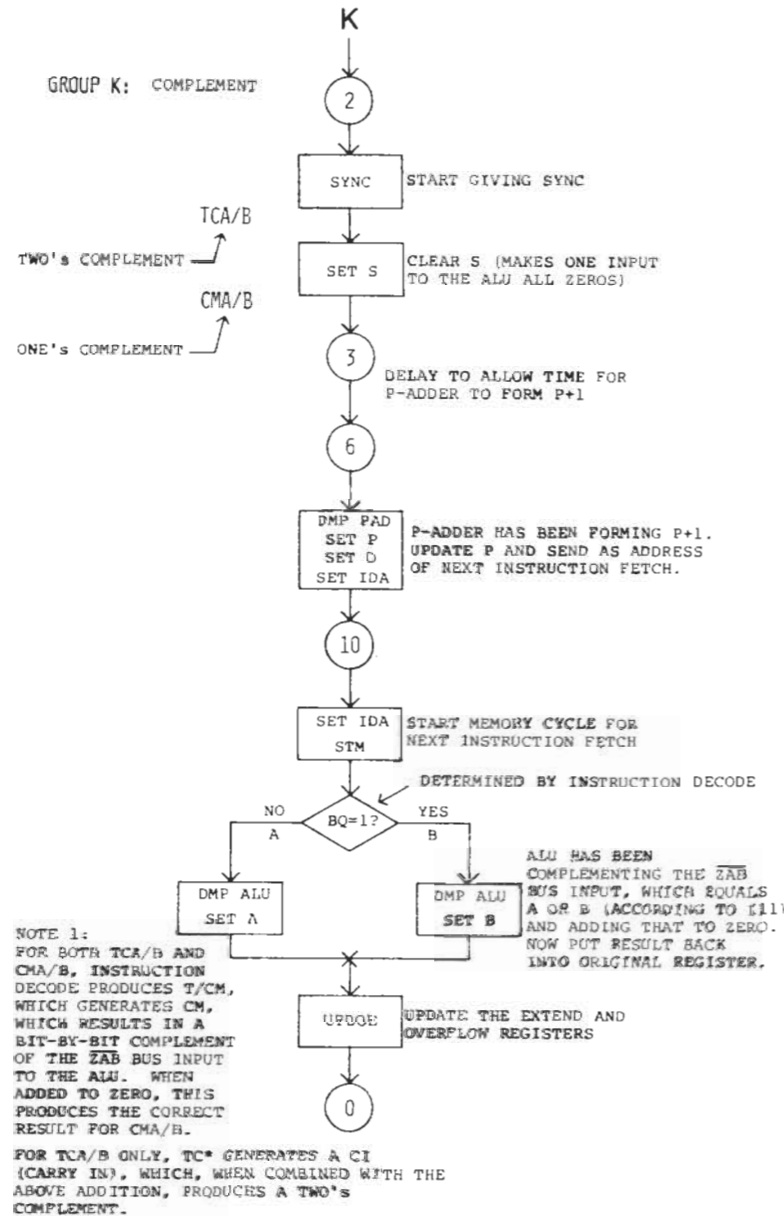 K
GROUP K: COMPLEMENT
2
SYNC
START GIVING SYNC
TCA/B
TWO's COMPLEMENT
SET S
CLEAR S (MAKES ONE INPUT
TO THE ALU ALL ZEROS)
CMA/B
ONE's COMPLEMENT
3
DELAY TO ALLOW TIME FOR
P-ADDER TO FORM P+1
6
DMP PAD
SET P
SET D
SET IDA
P-ADDER HAS BEEN FORMING P+1.
UPDATE P AND SEND AS ADDRESS
OF NEXT INSTRUCTION FETCH.
10
SET IDA
STM
START MEMORY CYCLE FOR
NEXT INSTRUCTION FETCH
DETERMINED BY INSTRUCTION DECODE
NO
A
BQ=1?
YES
B
DMP ALU
SET A
DMP ALU
SET B
ALU HAS BEEN
COMPLEMENTING THE ZAB
BUS INPUT, WHICH EQUALS
A OR B (ACCORDING TO I11)
AND ADDING THAT TO ZERO.
NOW PUT RESULT BACK
INTO ORIGINAL REGISTER.
NOTE 1:
FOR BOTH TCA/B AND
CMA/B, INSTRUCTION
DECODE PRODUCES T/CM,
WHICH GENERATES CM,
WHICH RESULTS IN A
BIT-BY-BIT COMPLEMENT
OF THE ZAB BUS INPUT
TO THE ALU. WHEN
ADDED TO ZERO, THIS
PRODUCES THE CORRECT
RESULT FOR CMA/B.
UPDOE
UPDATE THE EXTEND AND
OVERFLOW REGISTERS
0
FOR TCA/B ONLY, TC* GENERATES A CI
(CARRY IN), WHICH, WHEN COMBINED WITH THE
ABOVE ADDITION, PRODUCES A TWO's
COMPLEMENT.